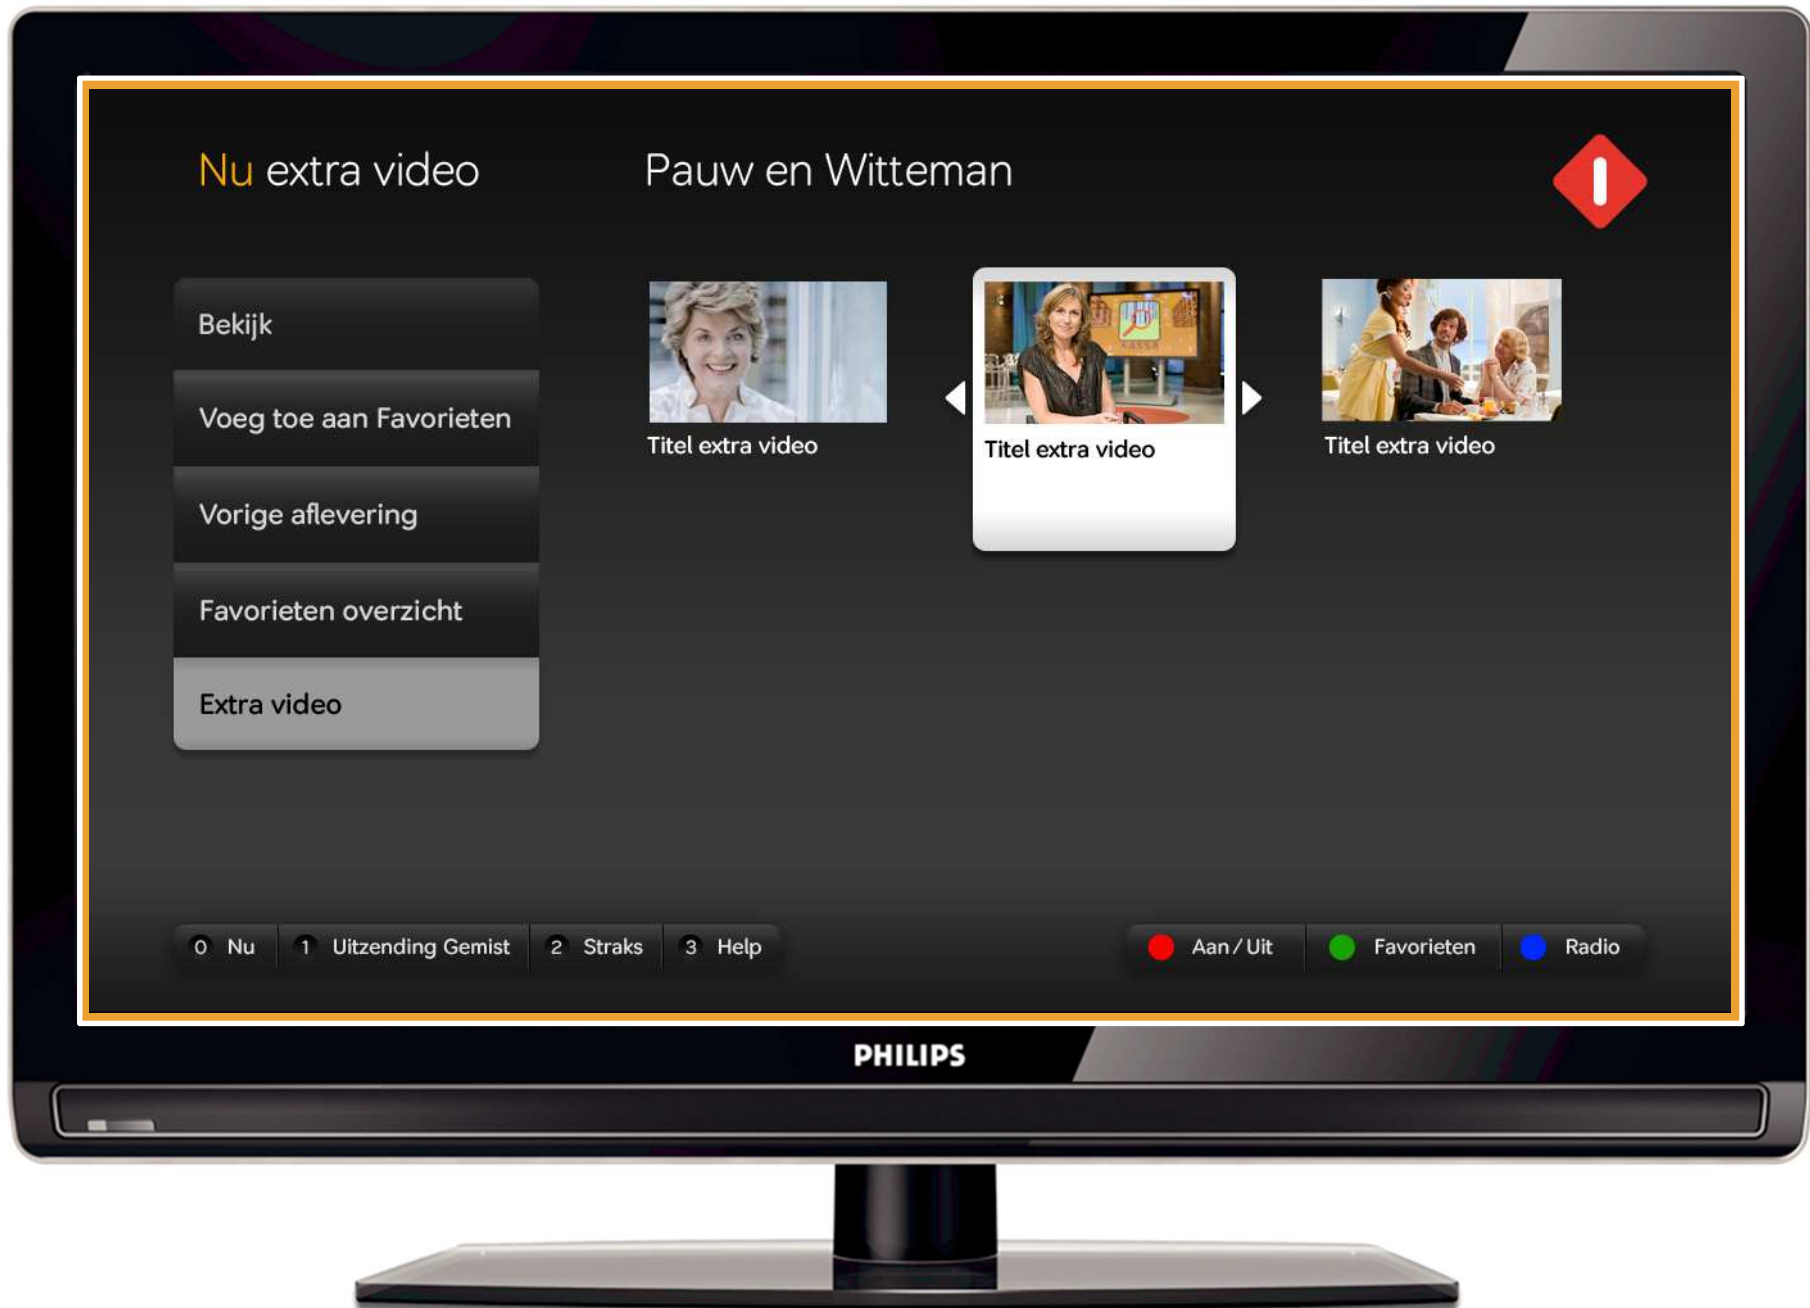 Nu extra video
Pauw en Witteman
Bekijk
Voeg toe aan Favorieten
Vorige aflevering
Favorieten overzicht
Extra video
Titel extra video
KASSA
Titel extra video
Titel extra video
0 Nu 1 Uitzending Gemist 2 Straks 3 Help
Aan / Uit Favorieten Radio
PHILIPS